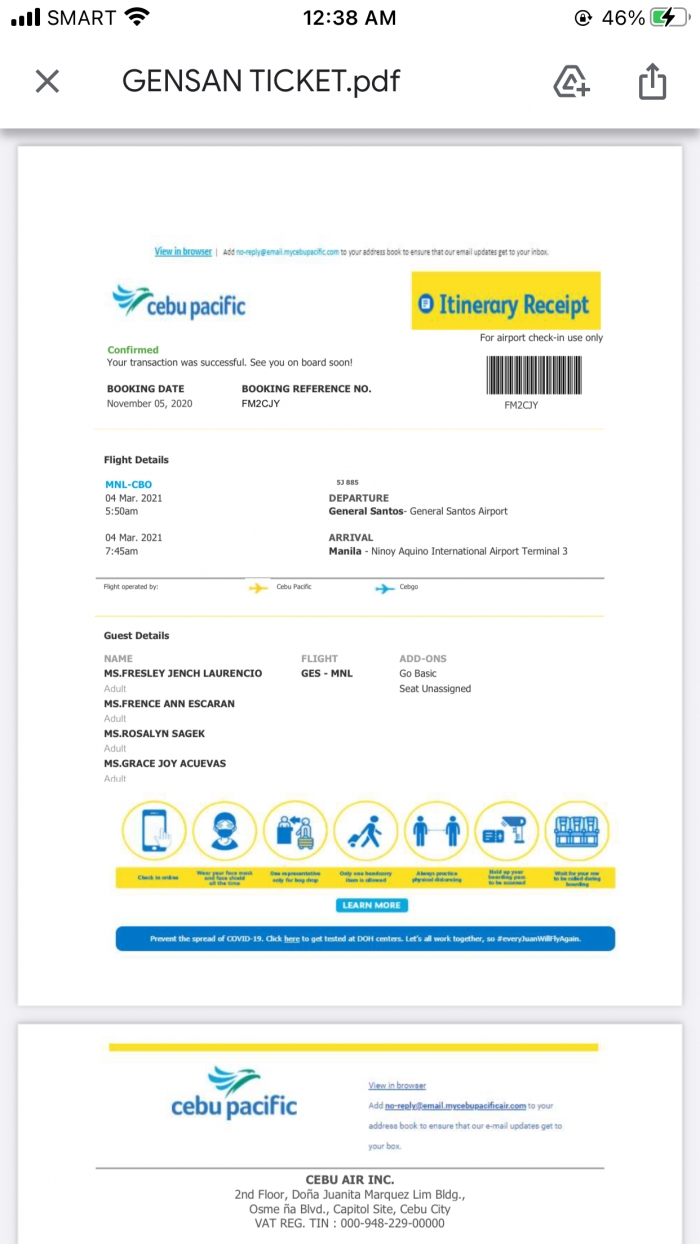 SMART 12:38 AM 46%
GENSAN TICKET.pdf
View in browser | Add no-reply@email.mycebupacific.com to your address book to ensure that our email updates get to your inbox.
cebu pacific
Itinerary Receipt
For airport check-in use only
Confirmed
Your transaction was successful. See you on board soon!
BOOKING DATE BOOKING REFERENCE NO.
November 05, 2020 FM2CJY
FM2CJY
Flight Details
MNL-CBO 5J 885
04 Mar. 2021 DEPARTURE
5:50am General Santos- General Santos Airport
04 Mar. 2021 ARRIVAL
7:45am Manila - Ninoy Aquino International Airport Terminal 3
Flight operated by: Cebu Pacific Cebgo
Guest Details
NAME FLIGHT ADD-ONS
MS.FRESLEY JENCH LAURENCIO GES - MNL Go Basic
Adult Seat Unassigned
MS.FRENCE ANN ESCARAN
Adult
MS.ROSALYN SAGEK
Adult
MS.GRACE JOY ACUEVAS
Adult
Check in online
Wear your face mask
and face shield
all the time
One representative
only for bag drop
Only one handcarry
item is allowed
Always practice
physical distancing
Hold up your
boarding pass
to be scanned
Wait for your row
to be called during
boarding
LEARN MORE
Prevent the spread of COVID-19. Click here to get tested at DOH centers. Let's all work together, so #everyJuanWillFlyAgain.
cebu pacific
View in browser
Add no-reply@email.mycebupacificair.com to your
address book to ensure that our e-mail updates get to
your box.
CEBU AIR INC.
2nd Floor, Doña Juanita Marquez Lim Bldg.,
Osme ña Blvd., Capitol Site, Cebu City
VAT REG. TIN : 000-948-229-00000